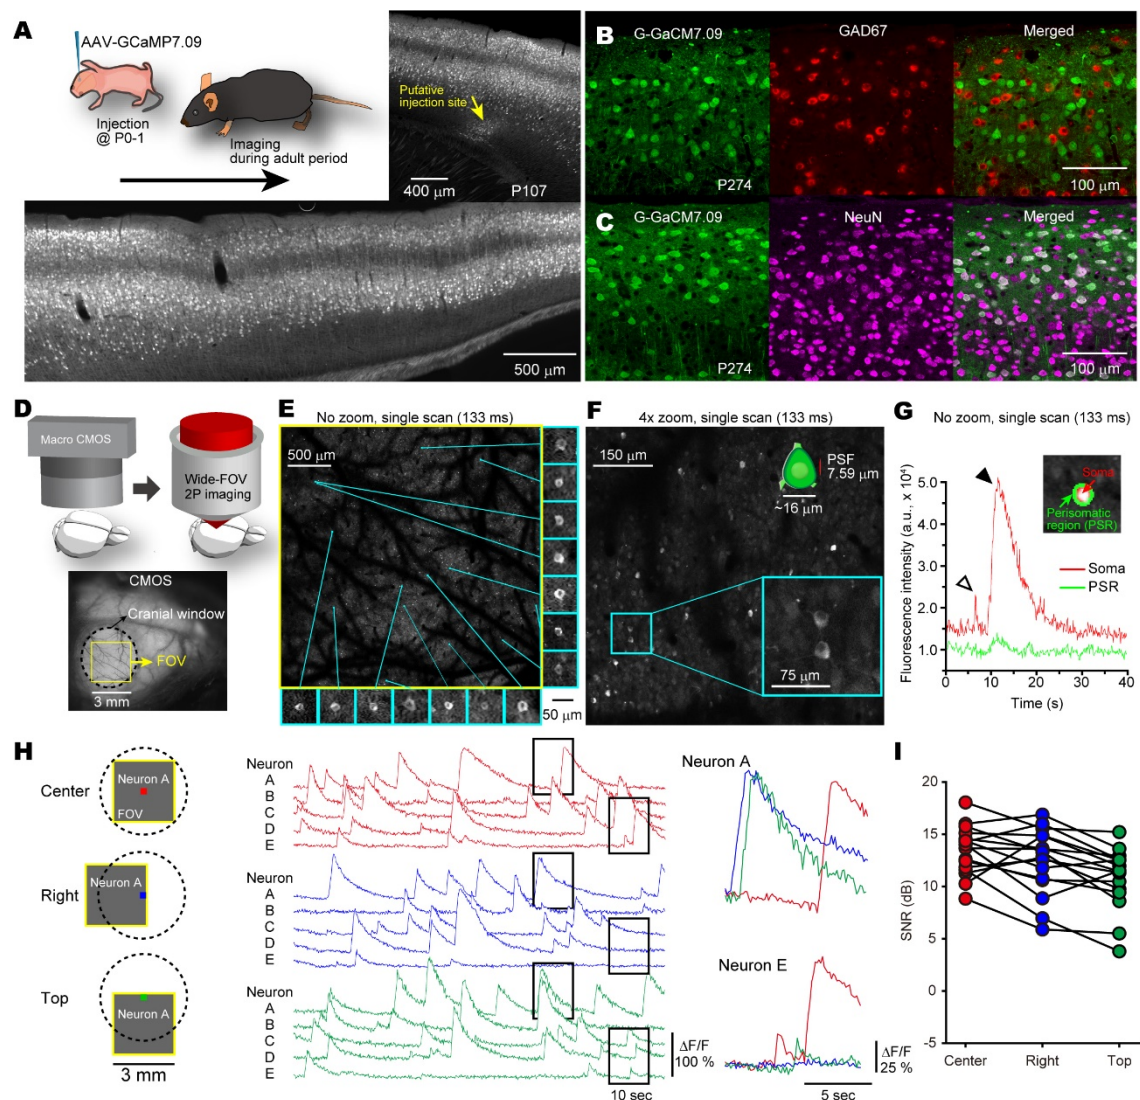 A
AAV-GCaMP7.09
Injection
@ P0-1
Imaging
during adult period
Putative
injection site
400 μm
P107
500 μm
B
G-GaCM7.09
GAD67
Merged
P274
100 μm
C
G-GaCM7.09
NeuN
Merged
P274
100 μm
D
Macro CMOS
Wide-FOV
2P imaging
CMOS
Cranial window
FOV
3 mm
E
No zoom, single scan (133 ms)
500 μm
50 μm
F
4x zoom, single scan (133 ms)
150 μm
PSF
7.59 μm
~16 μm
75 μm
G
No zoom, single scan (133 ms)
Fluorescence intensity (a.u., x 10⁴)
5.0
4.0
3.0
2.0
1.0
Soma
Perisomatic
region (PSR)
Soma
PSR
0
10
20
30
40
Time (s)
H
Center
Neuron A
FOV
Right
Neuron A
Top
Neuron A
3 mm
Neuron
A
B
C
D
E
Neuron
A
B
C
D
E
Neuron
A
B
C
D
E
ΔF/F
100 %
10 sec
Neuron A
Neuron E
ΔF/F
25 %
5 sec
I
SNR (dB)
20
15
10
5
0
-5
Center
Right
Top